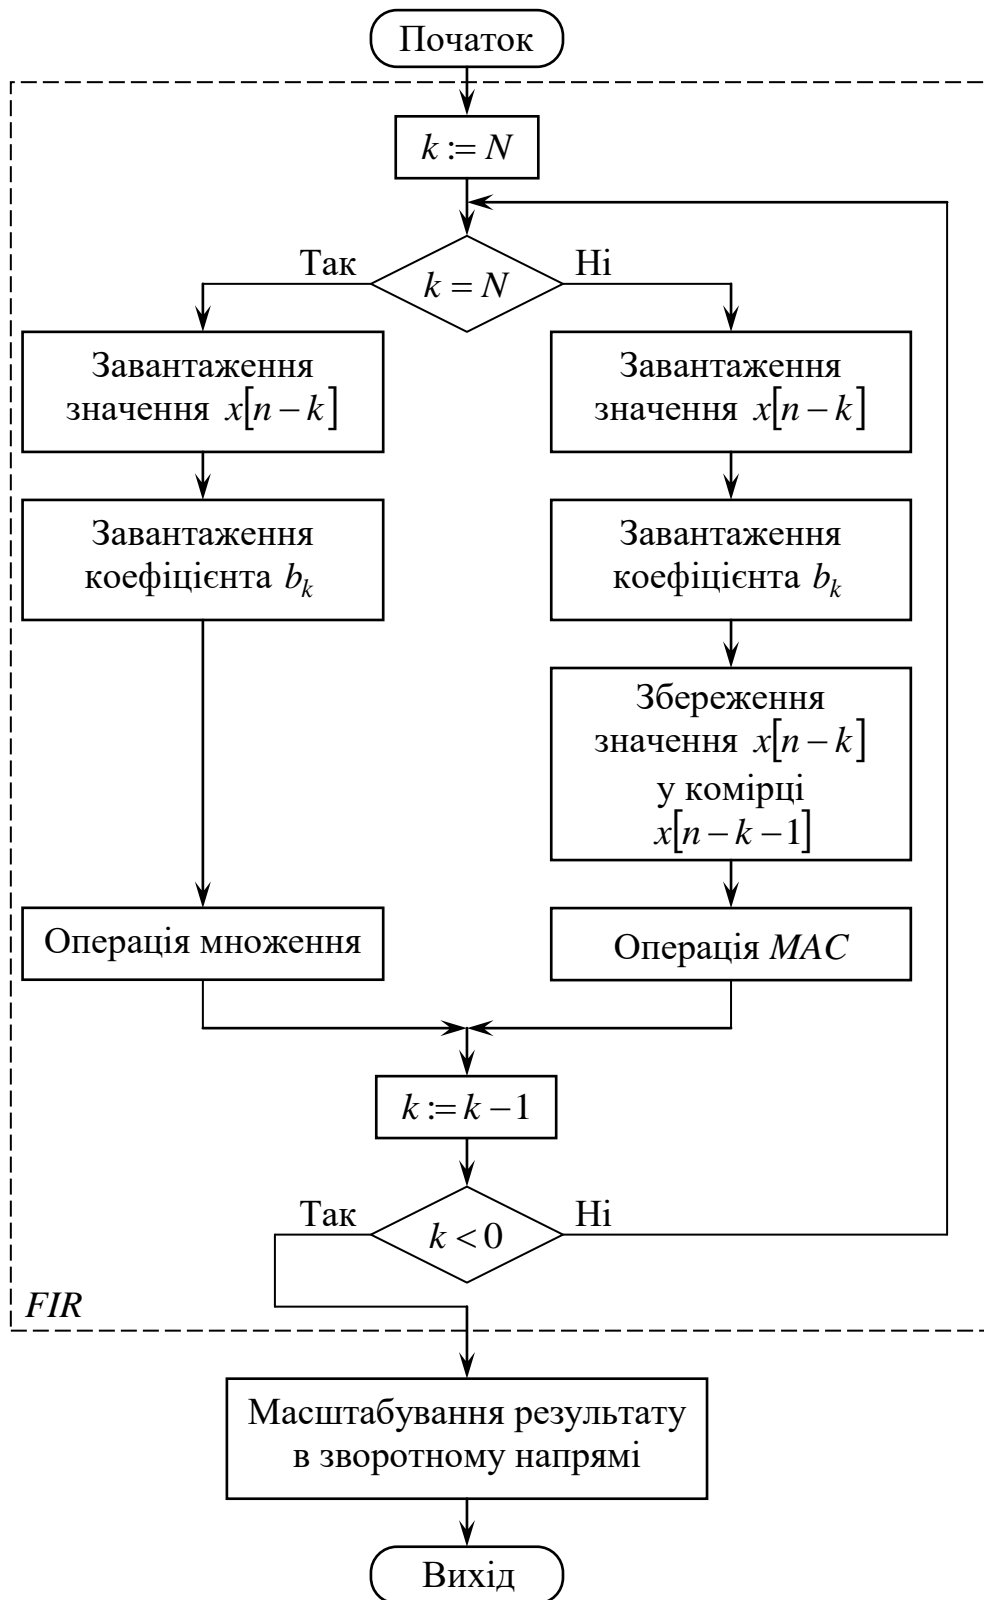 Початок
k := N
Так
Ні
k = N
Завантаження
значення x[n − k]
Завантаження
коефіцієнта b_k
Операція множення
Завантаження
значення x[n − k]
Завантаження
коефіцієнта b_k
Збереження
значення x[n − k]
у комірці
x[n − k − 1]
Операція MAC
k := k − 1
Так
Ні
k < 0
FIR
Масштабування результату
в зворотному напрямі
Вихід